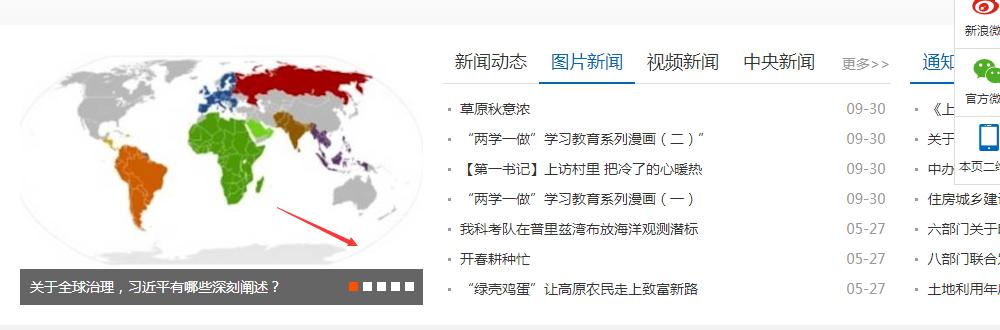 新浪微
官方微
本页二维
新闻动态 图片新闻 视频新闻 中央新闻 更多>>
草原秋意浓 09-30
“两学一做”学习教育系列漫画（二）” 09-30
【第一书记】上访村里 把冷了的心暖热 09-30
“两学一做”学习教育系列漫画（一） 09-30
我科考队在普里兹湾布放海洋观测潜标 05-27
开春耕种忙 05-27
“绿壳鸡蛋”让高原农民走上致富新路 05-27
关于全球治理，习近平有哪些深刻阐述？
通知
《上
关于
中办
住房城乡建
六部门关于
八部门联合
土地利用年